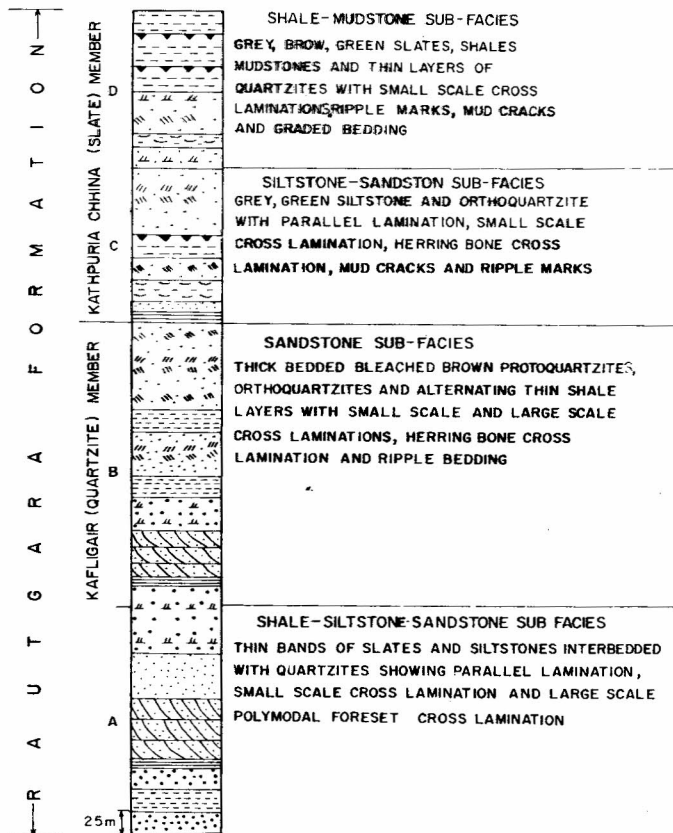 RAUTGARA FORMATION
KATHPURIA CHHINA (SLATE) MEMBER
D
SHALE-MUDSTONE SUB-FACIES
GREY, BROW, GREEN SLATES, SHALES
MUDSTONES AND THIN LAYERS OF
QUARTZITES WITH SMALL SCALE CROSS
LAMINATIONS, RIPPLE MARKS, MUD CRACKS
AND GRADED BEDDING
C
SILTSTONE-SANDSTON SUB-FACIES
GREY, GREEN SILTSTONE AND ORTHOQUARTZITE
WITH PARALLEL LAMINATION, SMALL SCALE
CROSS LAMINATION, HERRING BONE CROSS
LAMINATION, MUD CRACKS AND RIPPLE MARKS
KAFLIGAIR (QUARTZITE) MEMBER
B
SANDSTONE SUB-FACIES
THICK BEDDED BLEACHED BROWN PROTOQUARTZITES,
ORTHOQUARTZITES AND ALTERNATING THIN SHALE
LAYERS WITH SMALL SCALE AND LARGE SCALE
CROSS LAMINATIONS, HERRING BONE CROSS
LAMINATION AND RIPPLE BEDDING
A
SHALE-SILTSTONE-SANDSTONE SUB FACIES
THIN BANDS OF SLATES AND SILTSTONES INTERBEDDED
WITH QUARTZITES SHOWING PARALLEL LAMINATION,
SMALL SCALE CROSS LAMINATION AND LARGE SCALE
POLYMODAL FORESET CROSS LAMINATION
25m